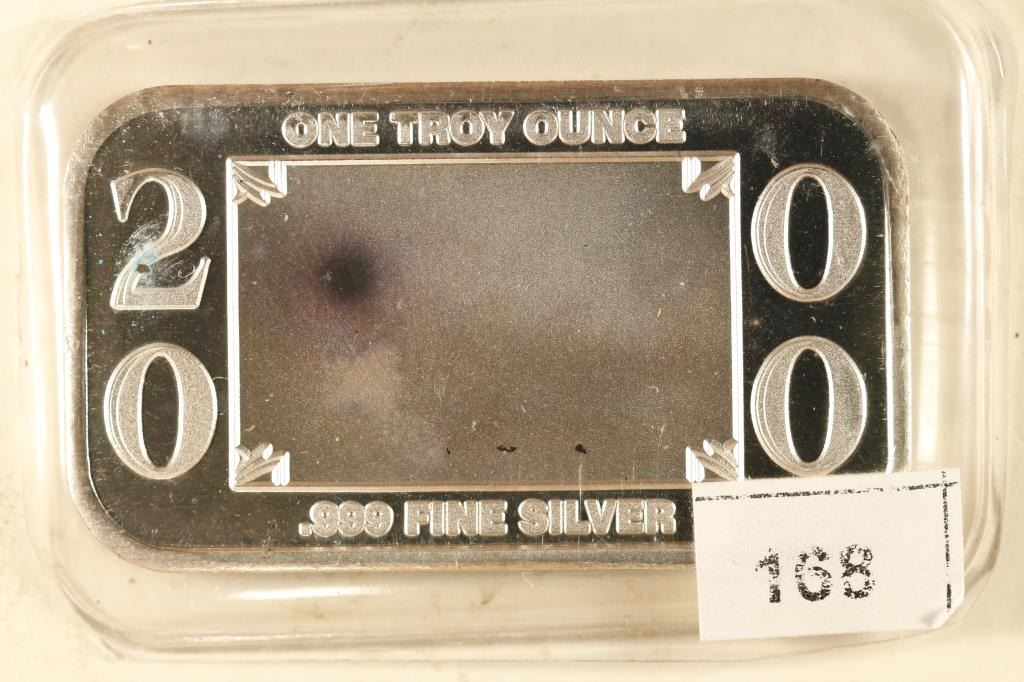 ONE TROY OUNCE
2 0
0 0
.999 FINE SILVER
168